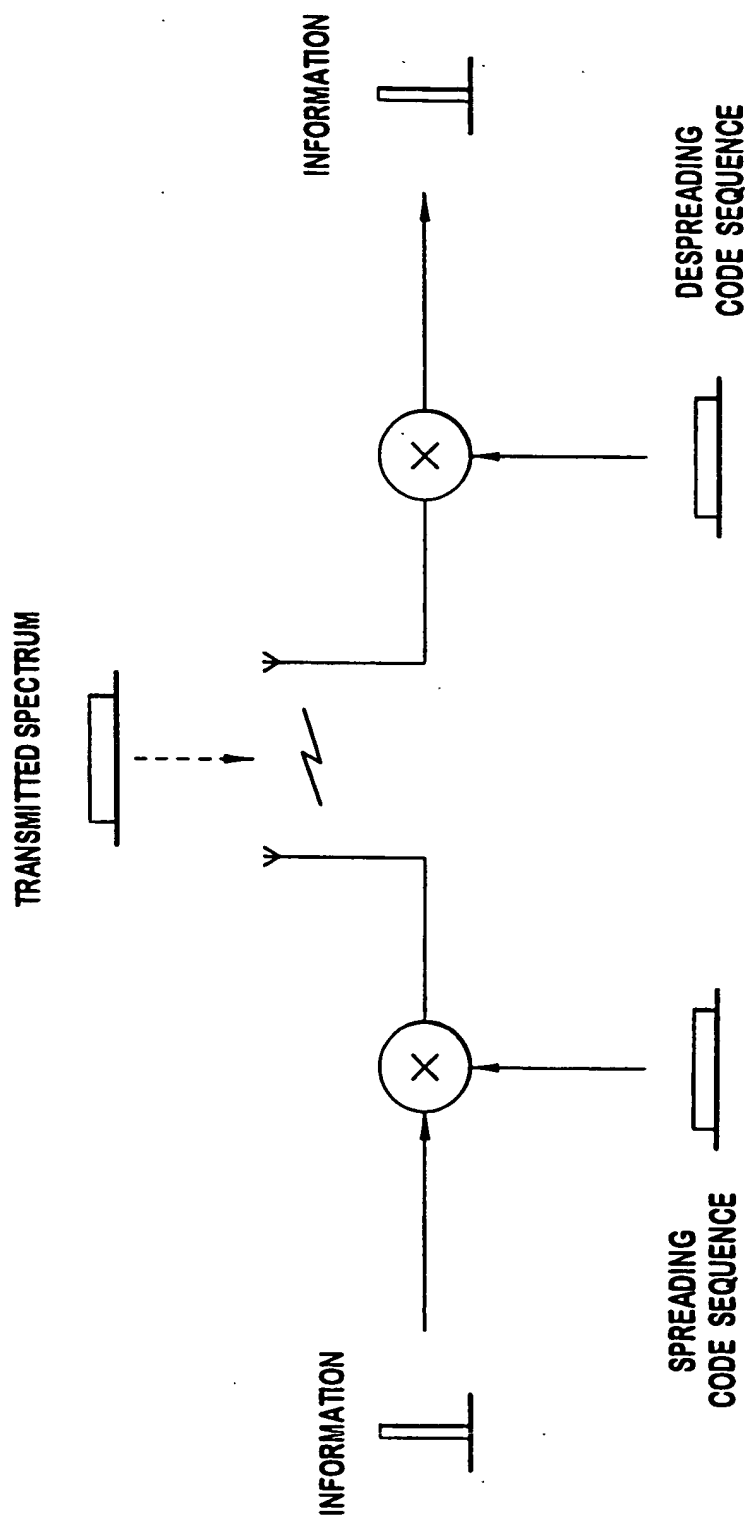 TRANSMITTED SPECTRUM
INFORMATION
INFORMATION
SPREADING
CODE SEQUENCE
DESPREADING
CODE SEQUENCE